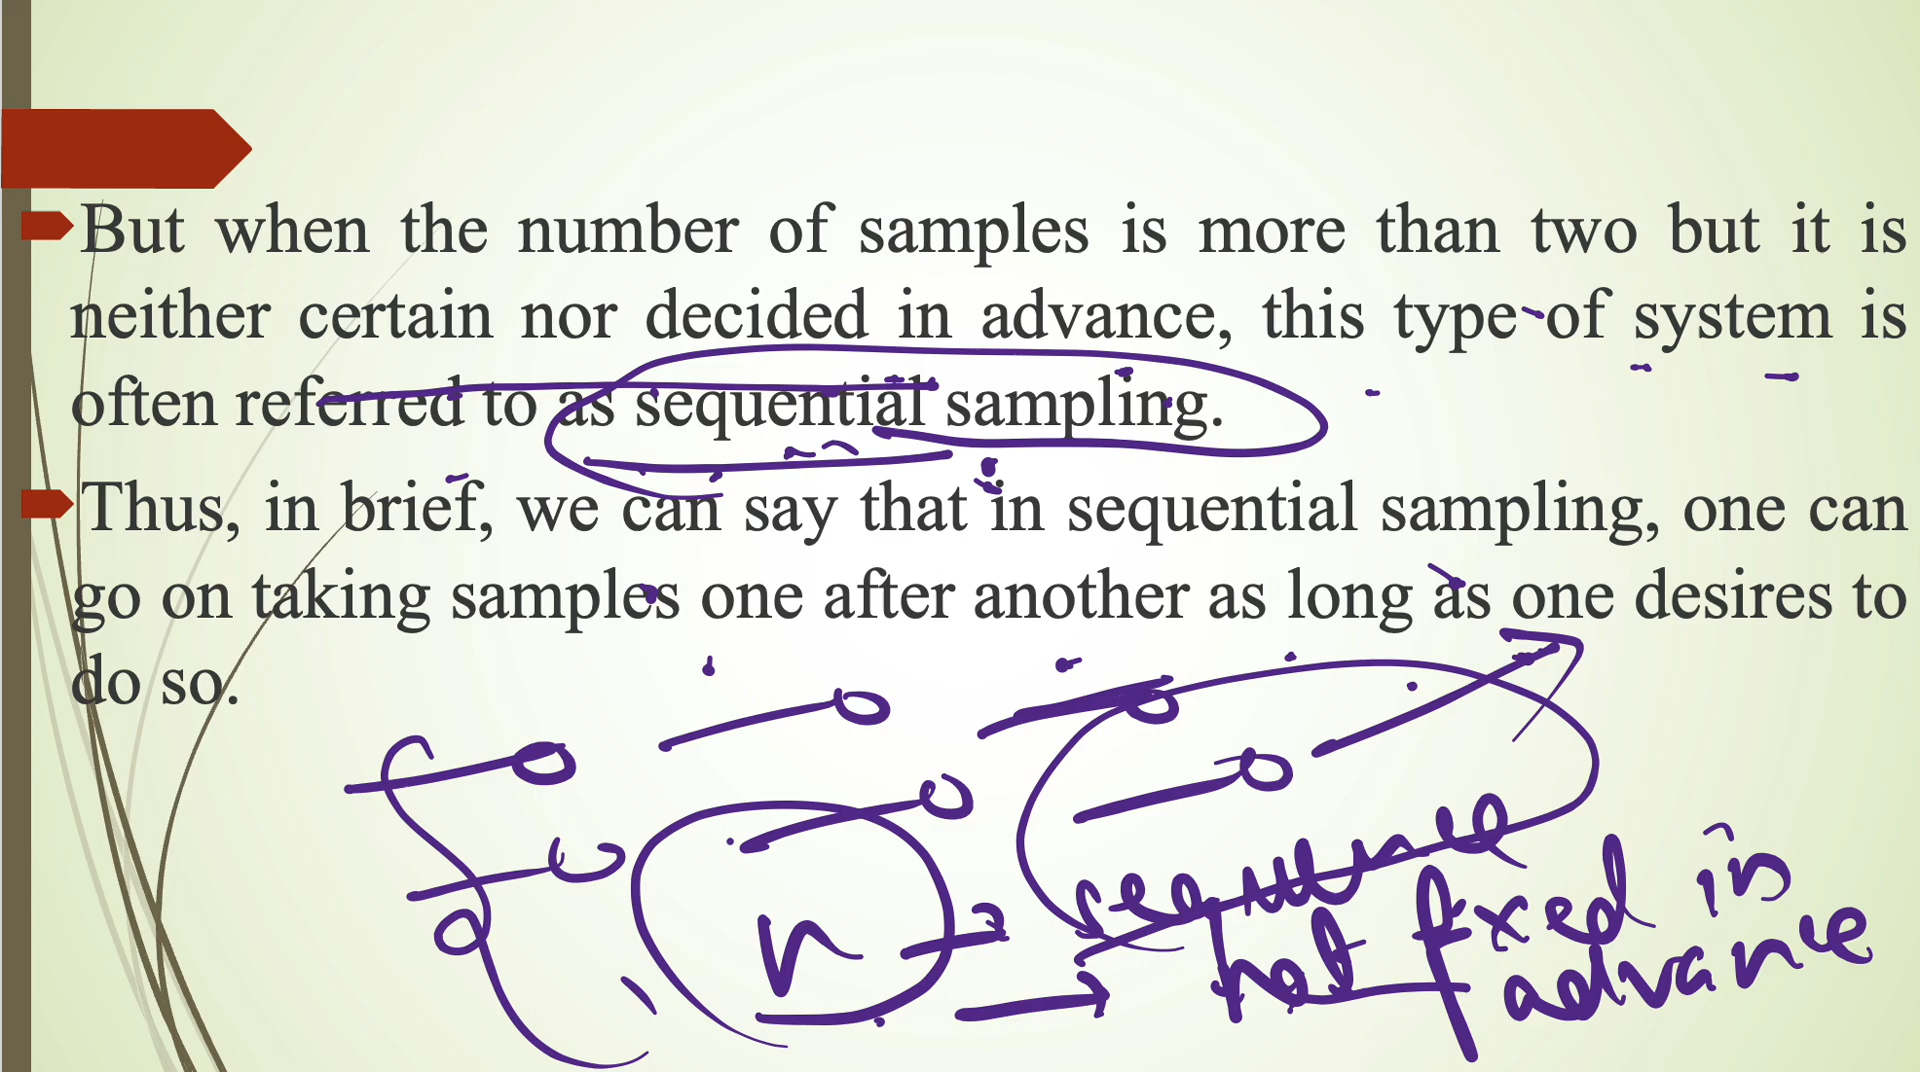 But when the number of samples is more than two but it is
neither certain nor decided in advance, this type of system is
often referred to as sequential sampling.
Thus, in brief, we can say that in sequential sampling, one can
go on taking samples one after another as long as one desires to
do so.
n → sequence
→ not fixed in
advance